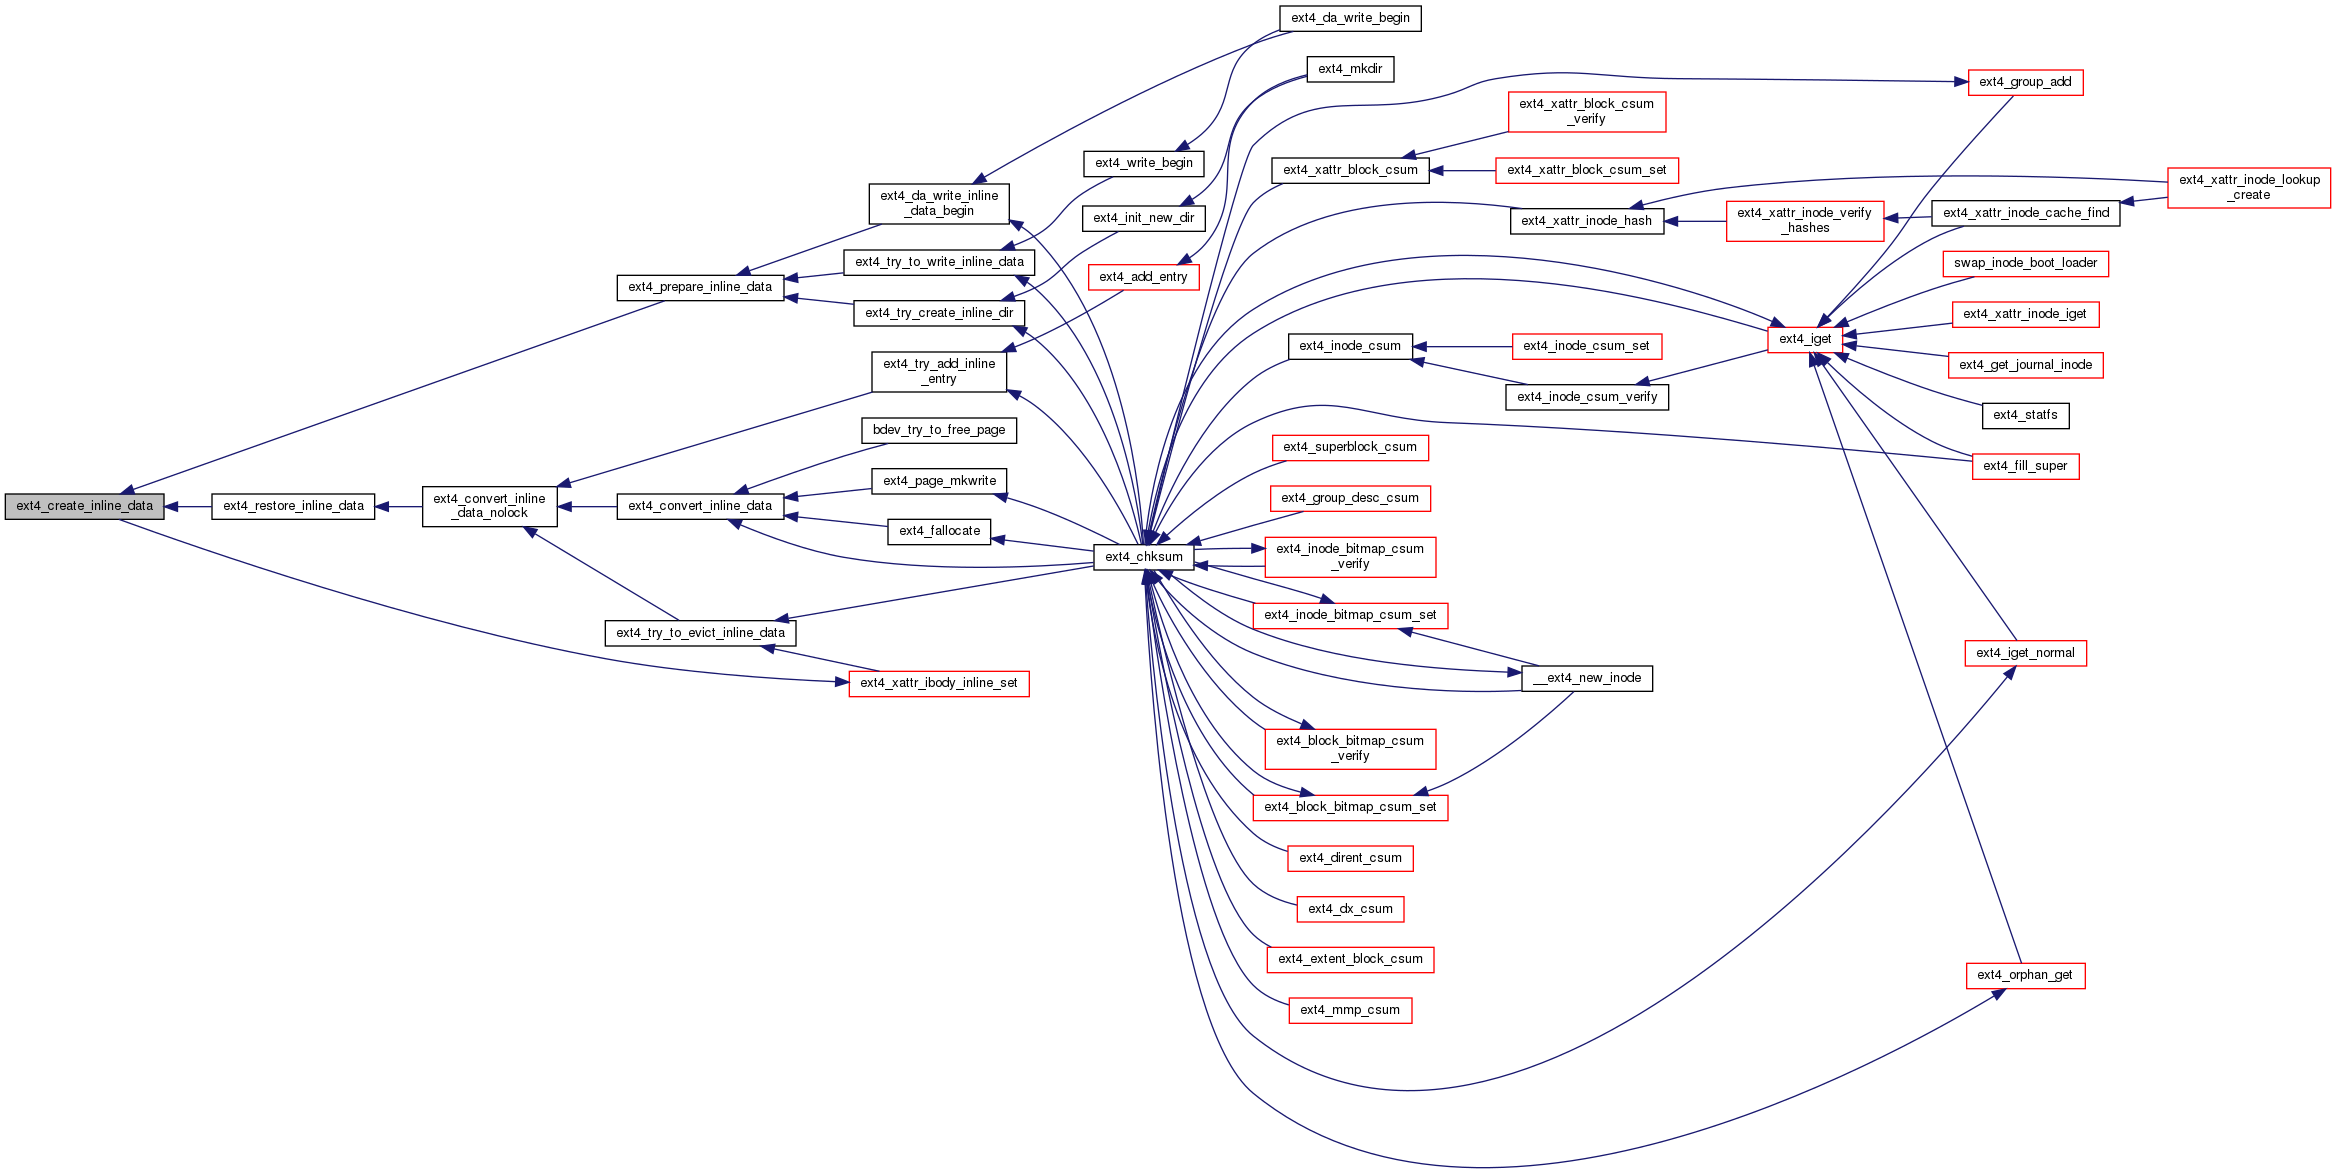 ext4_create_inline_data
ext4_restore_inline_data
ext4_convert_inline
_data_nolock
ext4_prepare_inline_data
ext4_convert_inline_data
ext4_try_to_evict_inline_data
ext4_da_write_inline
_data_begin
ext4_try_to_write_inline_data
ext4_try_create_inline_dir
ext4_try_add_inline
_entry
bdev_try_to_free_page
ext4_page_mkwrite
ext4_fallocate
ext4_xattr_ibody_inline_set
ext4_write_begin
ext4_init_new_dir
ext4_add_entry
ext4_chksum
ext4_da_write_begin
ext4_mkdir
ext4_xattr_block_csum
ext4_inode_csum
ext4_superblock_csum
ext4_group_desc_csum
ext4_inode_bitmap_csum
_verify
ext4_inode_bitmap_csum_set
ext4_block_bitmap_csum
_verify
ext4_block_bitmap_csum_set
ext4_dirent_csum
ext4_dx_csum
ext4_extent_block_csum
ext4_mmp_csum
ext4_xattr_block_csum
_verify
ext4_xattr_block_csum_set
ext4_xattr_inode_hash
ext4_inode_csum_set
ext4_inode_csum_verify
__ext4_new_inode
ext4_xattr_inode_verify
_hashes
ext4_iget
ext4_group_add
ext4_xattr_inode_cache_find
swap_inode_boot_loader
ext4_xattr_inode_iget
ext4_get_journal_inode
ext4_statfs
ext4_fill_super
ext4_iget_normal
ext4_orphan_get
ext4_xattr_inode_lookup
_create